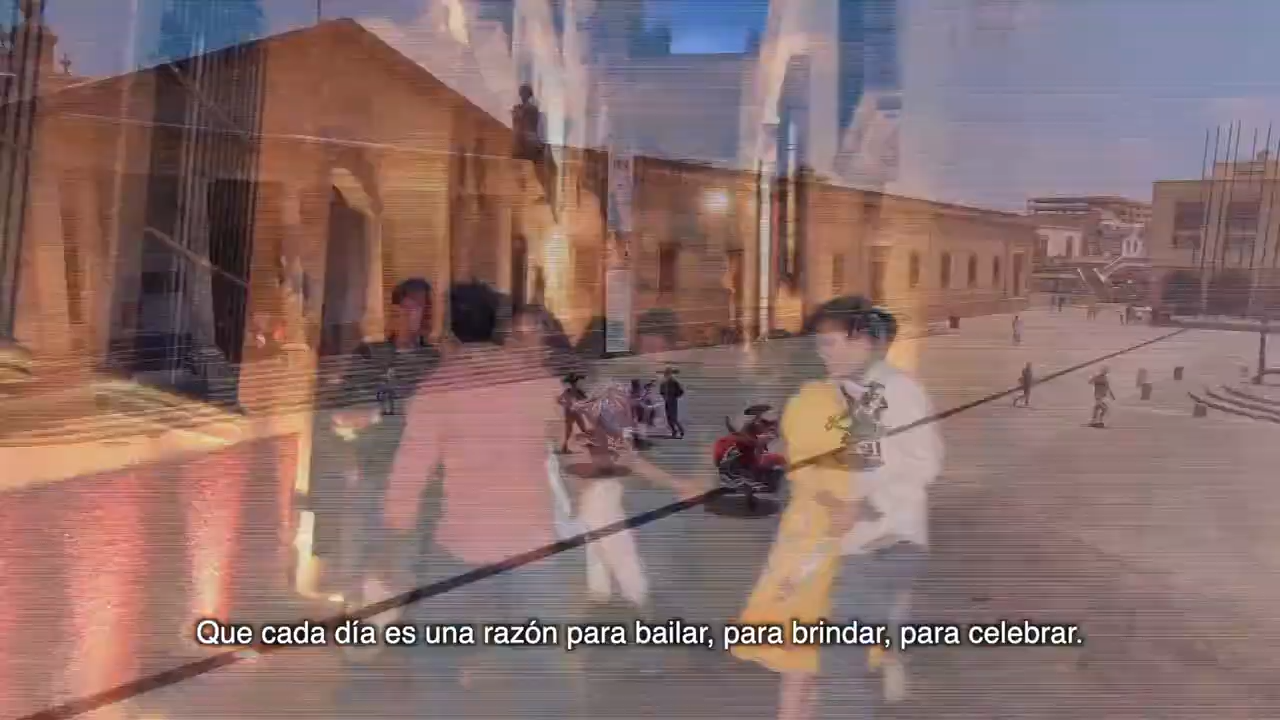 Que cada día es una razón para bailar, para brindar, para celebrar.